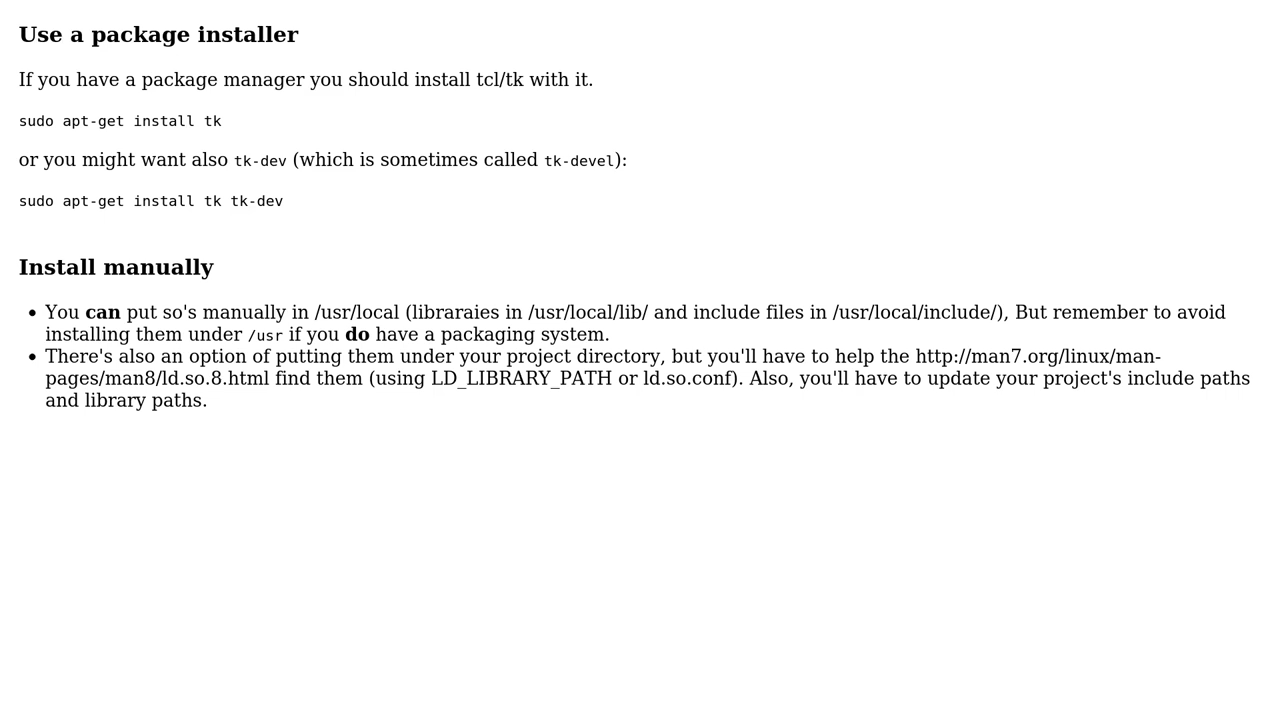 Use a package installer
If you have a package manager you should install tcl/tk with it.
sudo apt-get install tk
or you might want also tk-dev (which is sometimes called tk-devel):
sudo apt-get install tk tk-dev
Install manually
• You can put so's manually in /usr/local (libraraies in /usr/local/lib/ and include files in /usr/local/include/), But remember to avoid
installing them under /usr if you do have a packaging system.
• There's also an option of putting them under your project directory, but you'll have to help the http://man7.org/linux/man-
pages/man8/ld.so.8.html find them (using LD_LIBRARY_PATH or ld.so.conf). Also, you'll have to update your project's include paths
and library paths.